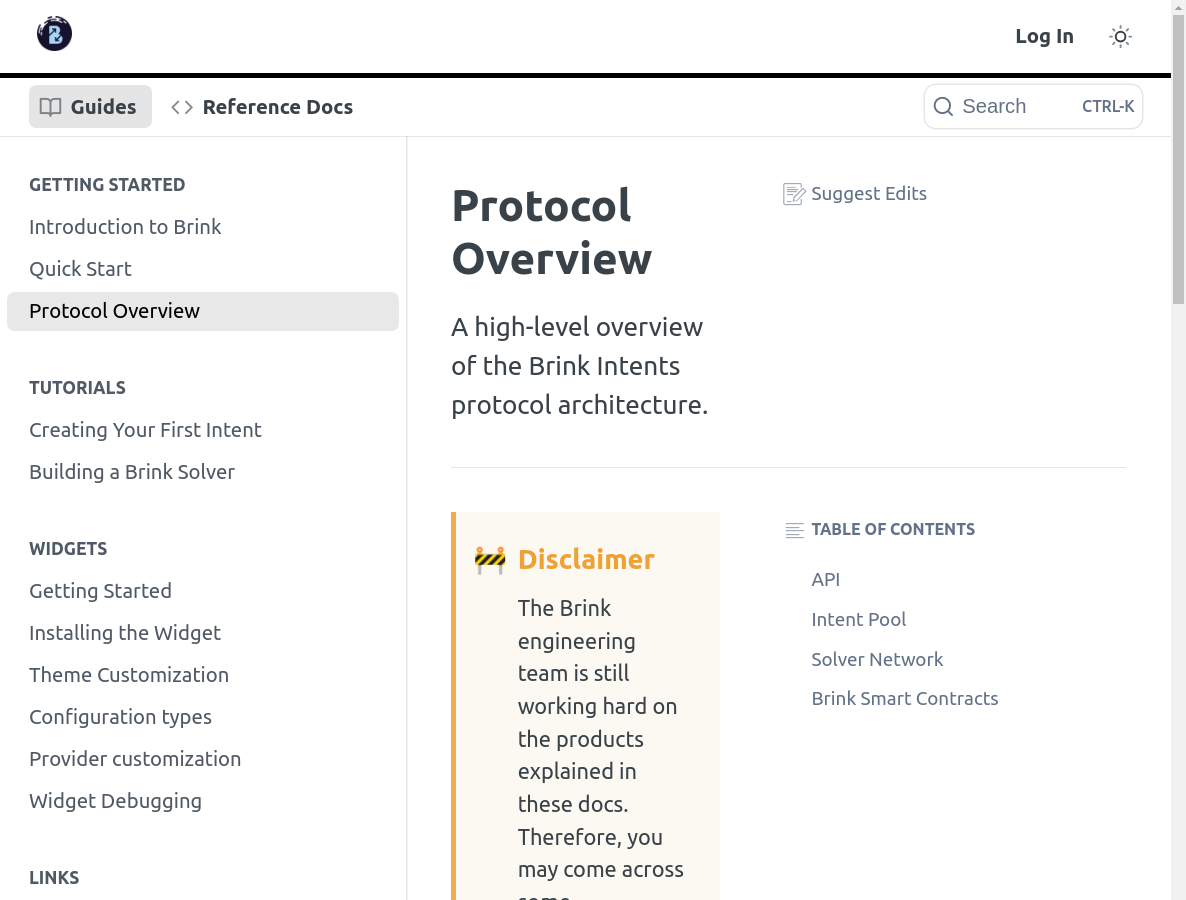 Log In
Guides
Reference Docs
Search
CTRL-K
GETTING STARTED
Introduction to Brink
Quick Start
Protocol Overview
TUTORIALS
Creating Your First Intent
Building a Brink Solver
WIDGETS
Getting Started
Installing the Widget
Theme Customization
Configuration types
Provider customization
Widget Debugging
LINKS
Protocol
Overview
Suggest Edits
A high-level overview
of the Brink Intents
protocol architecture.
🚧 Disclaimer
The Brink
engineering
team is still
working hard on
the products
explained in
these docs.
Therefore, you
may come across
some
TABLE OF CONTENTS
API
Intent Pool
Solver Network
Brink Smart Contracts